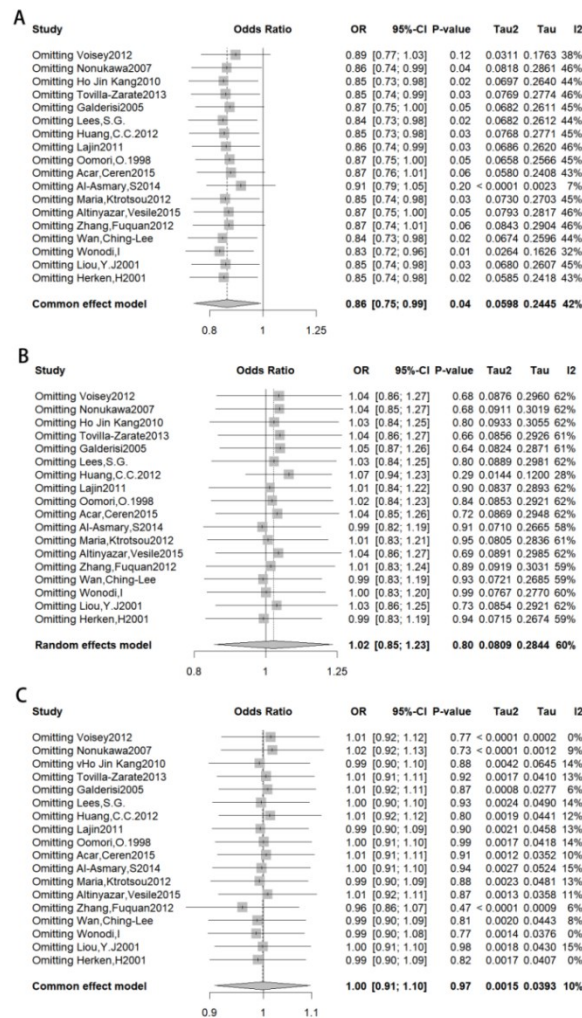 A
Study Odds Ratio OR 95%-CI P-value Tau2 Tau I2
Omitting Voisey2012 0.89 [0.77; 1.03] 0.12 0.0311 0.1763 38%
Omitting Nonukawa2007 0.86 [0.74; 0.99] 0.04 0.0818 0.2861 46%
Omitting Ho Jin Kang2010 0.85 [0.73; 0.98] 0.02 0.0697 0.2640 44%
Omitting Tovilla-Zarate2013 0.85 [0.74; 0.99] 0.03 0.0769 0.2774 46%
Omitting Galderisi2005 0.87 [0.75; 1.00] 0.05 0.0682 0.2611 45%
Omitting Lees,S.G. 0.84 [0.73; 0.98] 0.02 0.0682 0.2612 44%
Omitting Huang,C.C.2012 0.85 [0.73; 0.98] 0.03 0.0768 0.2771 45%
Omitting Lajin2011 0.86 [0.74; 0.99] 0.03 0.0686 0.2620 45%
Omitting Oomori,O.1998 0.87 [0.75; 1.00] 0.05 0.0658 0.2566 45%
Omitting Acar,Ceren2015 0.87 [0.76; 1.01] 0.06 0.0580 0.2408 43%
Omitting Al-Asmary,S2014 0.91 [0.79; 1.05] 0.20 < 0.0001 0.0023 7%
Omitting Maria,Ktrotsou2012 0.85 [0.74; 0.98] 0.03 0.0730 0.2703 45%
Omitting Altinyazar,Vesile2015 0.87 [0.75; 1.00] 0.05 0.0793 0.2817 46%
Omitting Zhang,Fuquan2012 0.87 [0.74; 1.01] 0.06 0.0843 0.2904 46%
Omitting Wan,Ching-Lee 0.84 [0.73; 0.98] 0.02 0.0674 0.2596 44%
Omitting Wonodi,I 0.83 [0.72; 0.96] 0.01 0.0264 0.1626 32%
Omitting Liou,Y.J2001 0.85 [0.74; 0.98] 0.03 0.0680 0.2607 44%
Omitting Herken,H2001 0.85 [0.74; 0.98] 0.02 0.0585 0.2418 43%
Common effect model 0.86 [0.75; 0.99] 0.04 0.0598 0.2445 42%
0.8 1 1.25
B
Study Odds Ratio OR 95%-CI P-value Tau2 Tau I2
Omitting Voisey2012 1.04 [0.86; 1.27] 0.68 0.0876 0.2960 62%
Omitting Nonukawa2007 1.04 [0.85; 1.27] 0.68 0.0911 0.3019 62%
Omitting Ho Jin Kang2010 1.03 [0.84; 1.25] 0.80 0.0933 0.3055 62%
Omitting Tovilla-Zarate2013 1.04 [0.86; 1.27] 0.66 0.0856 0.2926 61%
Omitting Galderisi2005 1.05 [0.87; 1.26] 0.64 0.0824 0.2871 61%
Omitting Lees,S.G. 1.03 [0.84; 1.25] 0.80 0.0889 0.2981 62%
Omitting Huang,C.C.2012 1.07 [0.94; 1.23] 0.29 0.0144 0.1200 28%
Omitting Lajin2011 1.01 [0.84; 1.22] 0.90 0.0837 0.2893 61%
Omitting Oomori,O.1998 1.02 [0.84; 1.23] 0.84 0.0853 0.2921 62%
Omitting Acar,Ceren2015 1.04 [0.85; 1.26] 0.72 0.0869 0.2948 62%
Omitting Al-Asmary,S2014 0.99 [0.82; 1.19] 0.91 0.0710 0.2665 58%
Omitting Maria,Ktrotsou2012 1.01 [0.83; 1.21] 0.95 0.0805 0.2836 61%
Omitting Altinyazar,Vesile2015 1.04 [0.86; 1.27] 0.69 0.0891 0.2985 62%
Omitting Zhang,Fuquan2012 1.01 [0.83; 1.24] 0.89 0.0919 0.3031 59%
Omitting Wan,Ching-Lee 0.99 [0.83; 1.19] 0.93 0.0721 0.2685 59%
Omitting Wonodi,I 1.00 [0.83; 1.20] 0.99 0.0767 0.2770 60%
Omitting Liou,Y.J2001 1.03 [0.86; 1.25] 0.73 0.0854 0.2921 62%
Omitting Herken,H2001 0.99 [0.83; 1.19] 0.94 0.0715 0.2674 59%
Random effects model 1.02 [0.85; 1.23] 0.80 0.0809 0.2844 60%
0.8 1 1.25
C
Study Odds Ratio OR 95%-CI P-value Tau2 Tau I2
Omitting Voisey2012 1.01 [0.92; 1.12] 0.77 < 0.0001 0.0002 0%
Omitting Nonukawa2007 1.02 [0.92; 1.13] 0.73 < 0.0001 0.0012 9%
Omitting vHo Jin Kang2010 0.99 [0.90; 1.10] 0.88 0.0042 0.0645 14%
Omitting Tovilla-Zarate2013 1.01 [0.91; 1.11] 0.92 0.0017 0.0410 13%
Omitting Galderisi2005 1.01 [0.92; 1.11] 0.87 0.0008 0.0277 6%
Omitting Lees,S.G. 1.00 [0.90; 1.10] 0.93 0.0024 0.0490 14%
Omitting Huang,C.C.2012 1.01 [0.92; 1.12] 0.80 0.0019 0.0441 12%
Omitting Lajin2011 0.99 [0.90; 1.09] 0.90 0.0021 0.0458 13%
Omitting Oomori,O.1998 1.00 [0.91; 1.10] 0.99 0.0017 0.0418 14%
Omitting Acar,Ceren2015 1.01 [0.91; 1.11] 0.91 0.0012 0.0352 10%
Omitting Al-Asmary,S2014 1.00 [0.91; 1.10] 0.94 0.0027 0.0524 15%
Omitting Maria,Ktrotsou2012 0.99 [0.90; 1.09] 0.88 0.0023 0.0481 13%
Omitting Altinyazar,Vesile2015 1.01 [0.92; 1.11] 0.87 0.0013 0.0358 11%
Omitting Zhang,Fuquan2012 0.96 [0.86; 1.07] 0.47 < 0.0001 0.0009 6%
Omitting Wan,Ching-Lee 0.99 [0.90; 1.09] 0.81 0.0020 0.0443 8%
Omitting Wonodi,I 0.99 [0.90; 1.08] 0.77 0.0014 0.0376 0%
Omitting Liou,Y.J2001 1.00 [0.91; 1.10] 0.98 0.0018 0.0430 15%
Omitting Herken,H2001 0.99 [0.90; 1.09] 0.82 0.0017 0.0407 10%
Common effect model 1.00 [0.91; 1.10] 0.97 0.0015 0.0393 10%
0.9 1 1.1